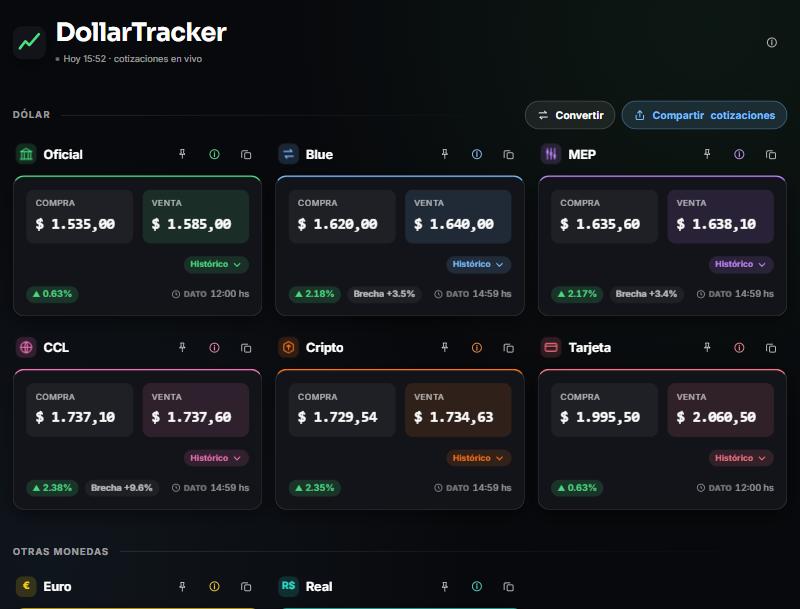 DollarTracker
Hoy 15:52 · cotizaciones en vivo
DÓLAR
Convertir
Compartir cotizaciones
Oficial
COMPRA
$ 1.535,00
VENTA
$ 1.585,00
Histórico
▲ 0.63%
DATO 12:00 hs
Blue
COMPRA
$ 1.620,00
VENTA
$ 1.640,00
Histórico
▲ 2.18%
Brecha +3.5%
DATO 14:59 hs
MEP
COMPRA
$ 1.635,60
VENTA
$ 1.638,10
Histórico
▲ 2.17%
Brecha +3.4%
DATO 14:59 hs
CCL
COMPRA
$ 1.737,10
VENTA
$ 1.737,60
Histórico
▲ 2.38%
Brecha +9.6%
DATO 14:59 hs
Cripto
COMPRA
$ 1.729,54
VENTA
$ 1.734,63
Histórico
▲ 2.35%
DATO 14:59 hs
Tarjeta
COMPRA
$ 1.995,50
VENTA
$ 2.060,50
Histórico
▲ 0.63%
DATO 12:00 hs
OTRAS MONEDAS
€ Euro
R$ Real